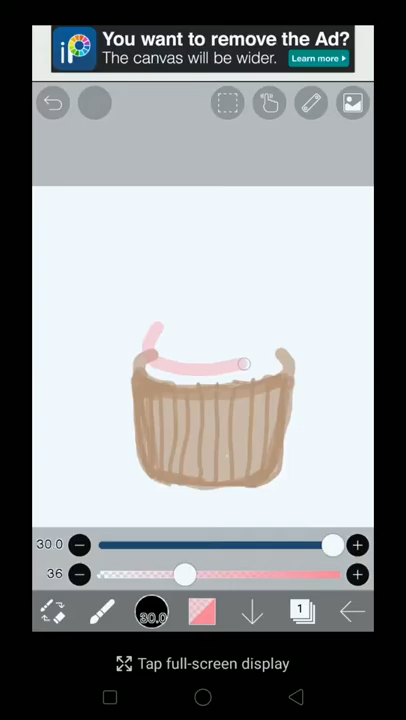 iP
You want to remove the Ad?
The canvas will be wider.
Learn more ▸
30.0
36
30.0
1
Tap full-screen display